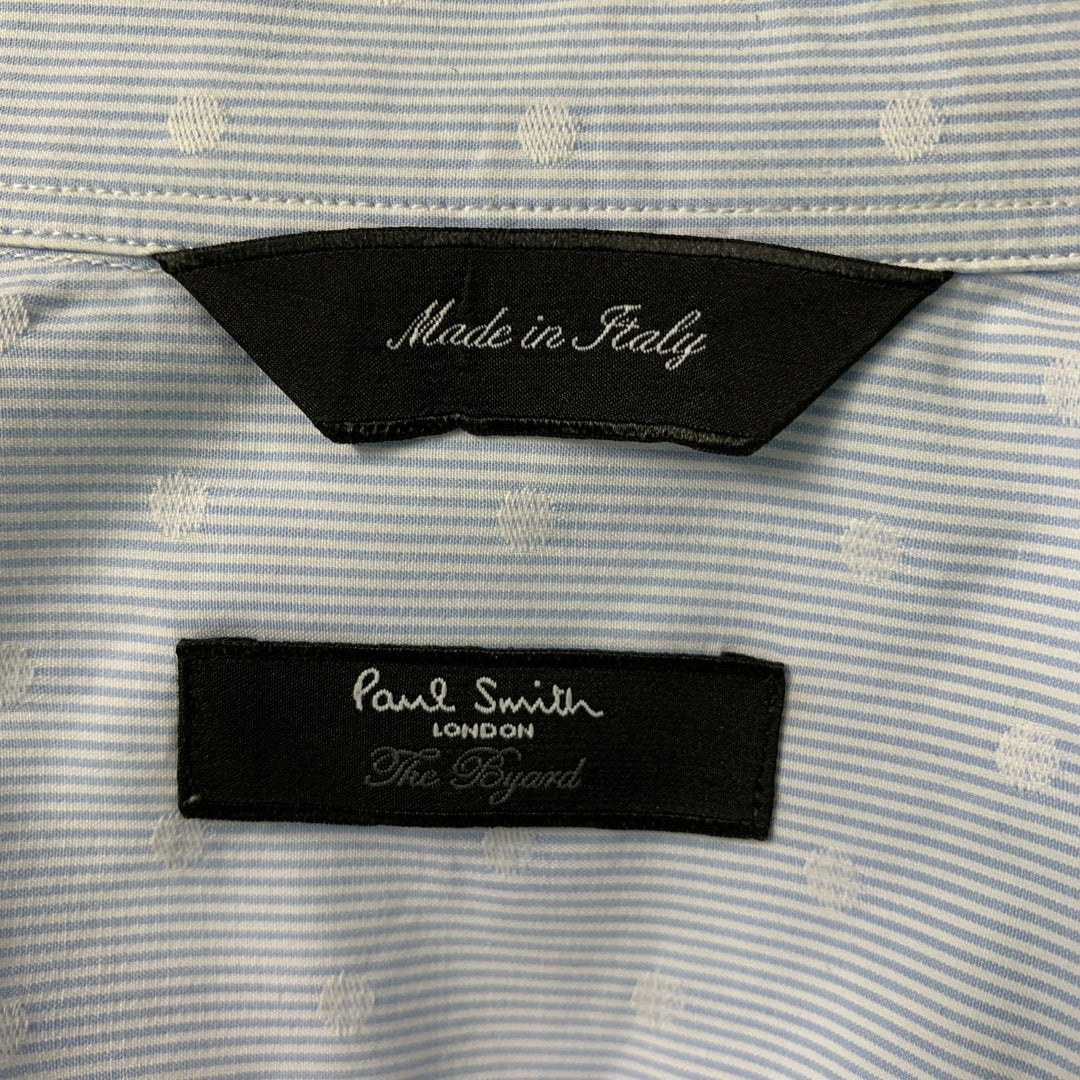 Made in Italy
Paul Smith
LONDON
The Byard